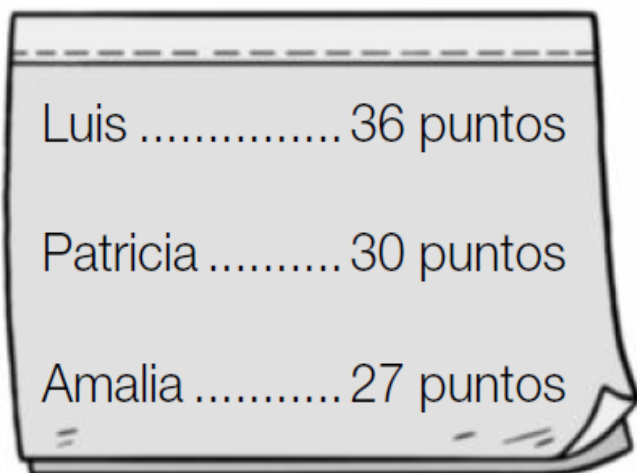 Luis ............... 36 puntos
Patricia .......... 30 puntos
Amalia ........... 27 puntos